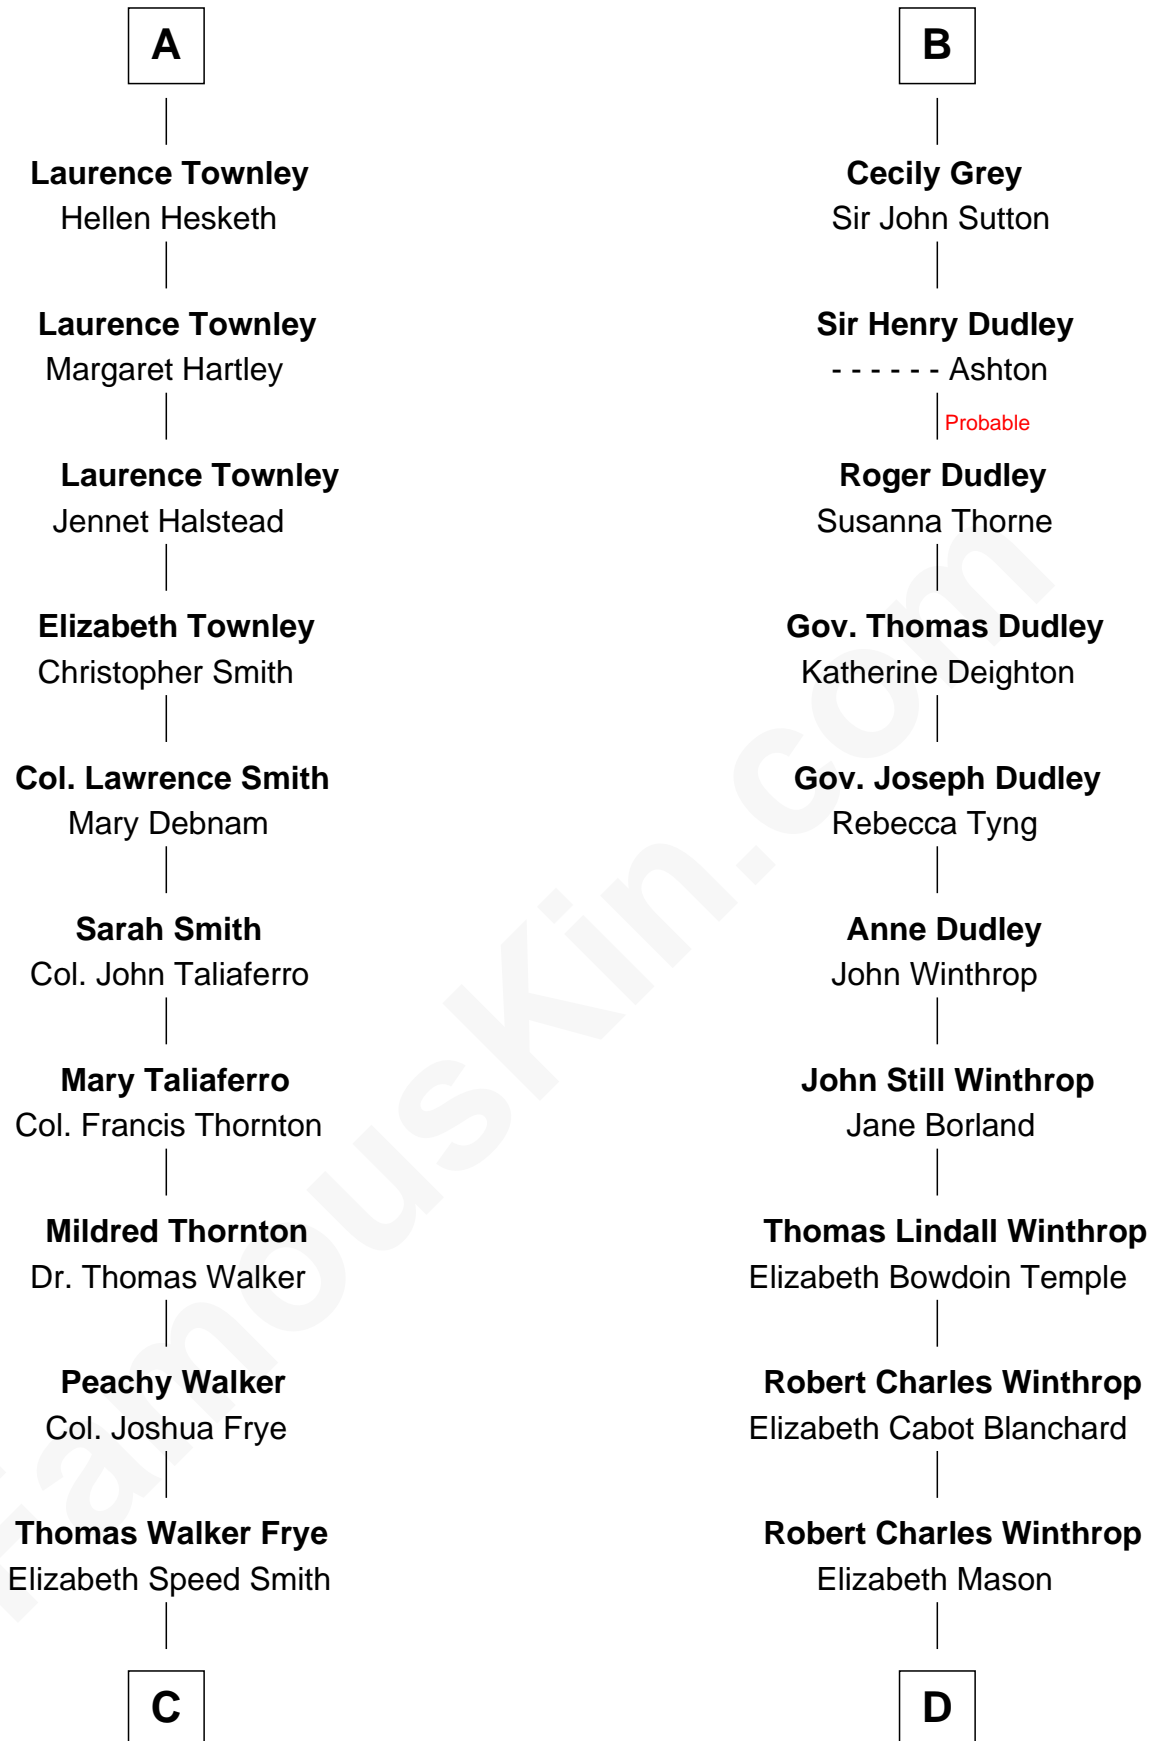 A
Laurence Townley
Hellen Hesketh
Laurence Townley
Margaret Hartley
Laurence Townley
Jennet Halstead
Elizabeth Townley
Christopher Smith
Col. Lawrence Smith
Mary Debnam
Sarah Smith
Col. John Taliaferro
Mary Taliaferro
Col. Francis Thornton
Mildred Thornton
Dr. Thomas Walker
Peachy Walker
Col. Joshua Frye
Thomas Walker Frye
Elizabeth Speed Smith
C
B
Cecily Grey
Sir John Sutton
Sir Henry Dudley
- - - - - - Ashton
Probable
Roger Dudley
Susanna Thorne
Gov. Thomas Dudley
Katherine Deighton
Gov. Joseph Dudley
Rebecca Tyng
Anne Dudley
John Winthrop
John Still Winthrop
Jane Borland
Thomas Lindall Winthrop
Elizabeth Bowdoin Temple
Robert Charles Winthrop
Elizabeth Cabot Blanchard
Robert Charles Winthrop
Elizabeth Mason
D
FamousKin.com